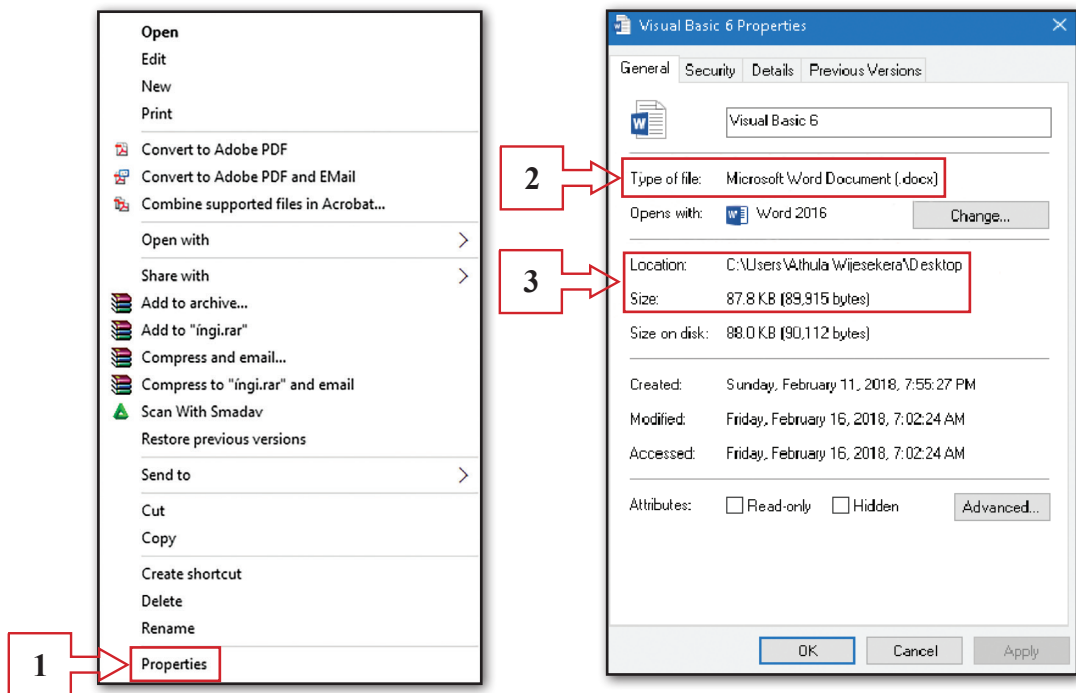 Open
Edit
New
Print
Convert to Adobe PDF
Convert to Adobe PDF and EMail
Combine supported files in Acrobat...
Open with
Share with
Add to archive...
Add to "íngi.rar"
Compress and email...
Compress to "íngi.rar" and email
Scan With Smadav
Restore previous versions
Send to
Cut
Copy
Create shortcut
Delete
Rename
1
Properties
Visual Basic 6 Properties
General Security Details Previous Versions
Visual Basic 6
2
Type of file: Microsoft Word Document (.docx)
Opens with: Word 2016 Change...
3
Location: C:\Users\Athula Wijesekera\Desktop
Size: 87.8 KB (89,915 bytes)
Size on disk: 88.0 KB (90,112 bytes)
Created: Sunday, February 11, 2018, 7:55:27 PM
Modified: Friday, February 16, 2018, 7:02:24 AM
Accessed: Friday, February 16, 2018, 7:02:24 AM
Attributes: Read-only Hidden Advanced...
OK Cancel Apply